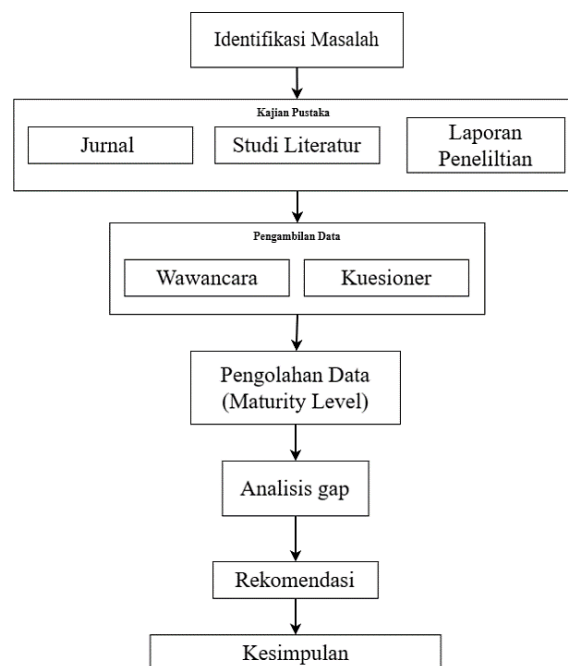 Identifikasi Masalah
Kajian Pustaka
Jurnal
Studi Literatur
Laporan
Peneliltian
Pengambilan Data
Wawancara
Kuesioner
Pengolahan Data
(Maturity Level)
Analisis gap
Rekomendasi
Kesimpulan